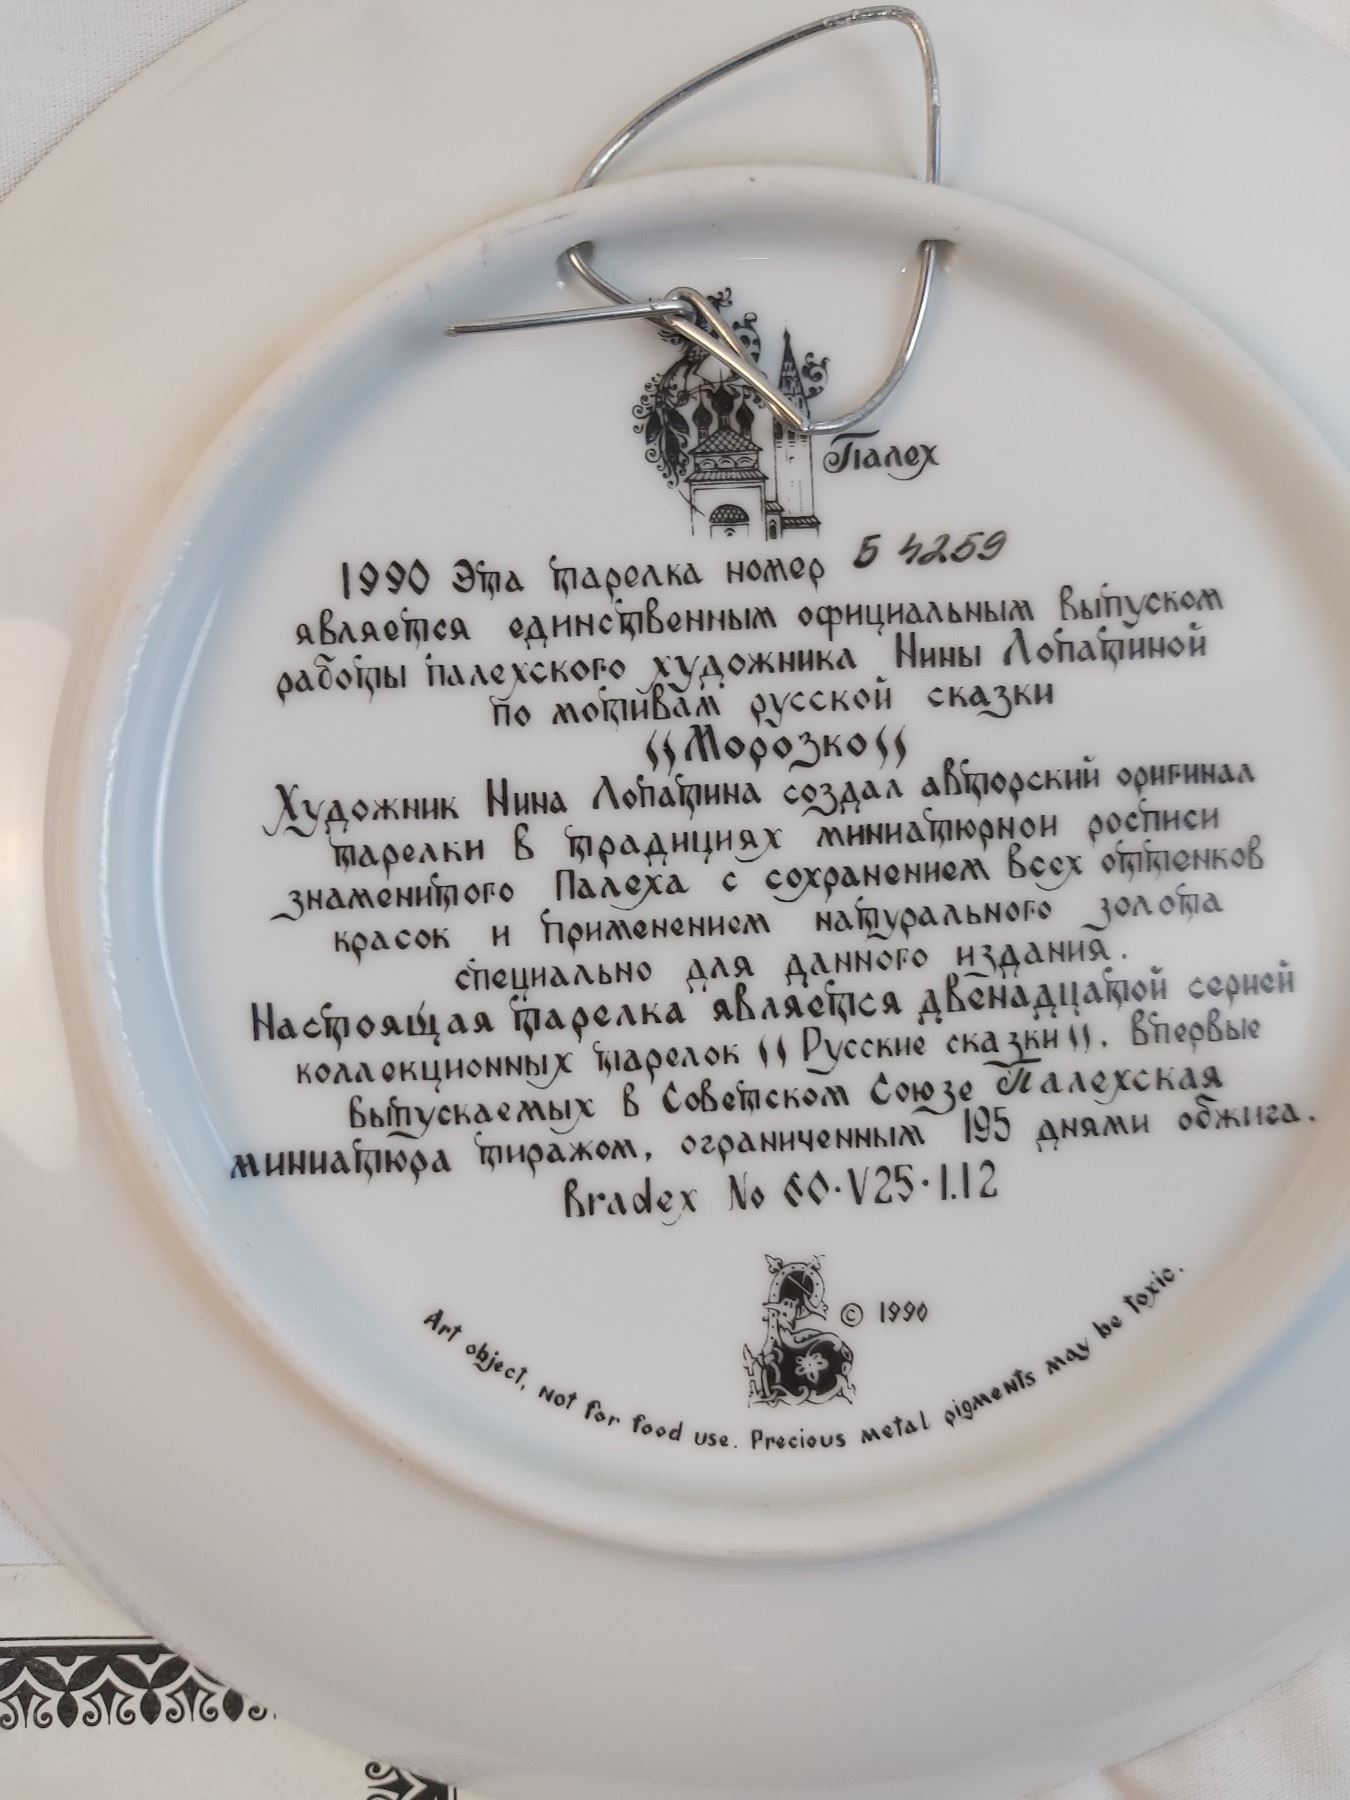 Палех
1990 Эта тарелка номер Б 4259
является единственным официальным выпуском
работы палехского художника Нины Лопатиной
по мотивам русской сказки
"Морозко"
Художник Нина Лопатина создал авторский оригинал
тарелки в традициях миниатюрнои росписи
знаменитого Палеха с сохранением всех оттенков
красок и применением натурального золота
специально для данного издания.
Настоящая тарелка является двенадцатой серией
коллекционных тарелок "Русские сказки", впервые
выпускаемых в Советском Союзе Палехская
миниатюра тиражом, ограниченным 195 днями обжига.
Bradex No 60·V25·1.12
© 1990
Art object, not for food use. Precious metal pigments may be toxic.